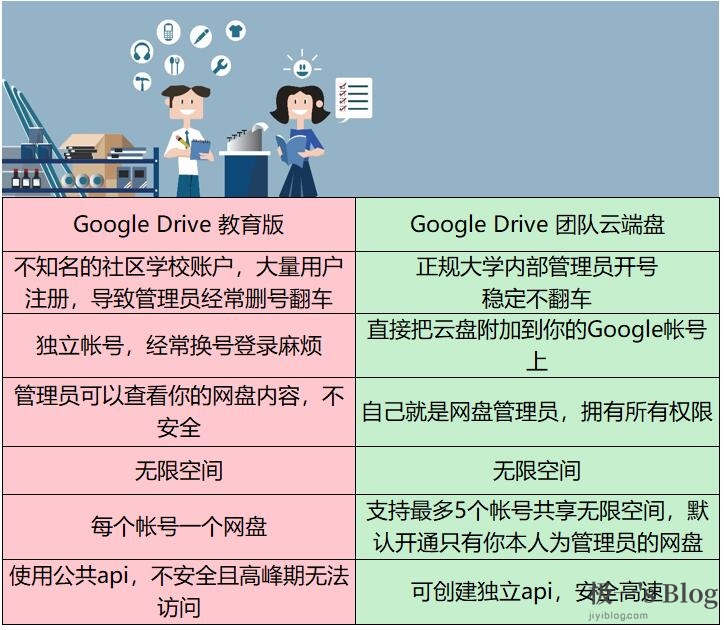 Google Drive 教育版
Google Drive 团队云端盘
不知名的社区学校账户，大量用户
注册，导致管理员经常删号翻车
正规大学内部管理员开号
稳定不翻车
独立帐号，经常换号登录麻烦
直接把云盘附加到你的Google帐号
上
管理员可以查看你的网盘内容，不
安全
自己就是网盘管理员，拥有所有权限
无限空间
无限空间
每个帐号一个网盘
支持最多5个帐号共享无限空间，默
认开通只有你本人为管理员的网盘
使用公共api，不安全且高峰期无法
访问
可创建独立api，安全高速
's Blog
jiyiblog.com